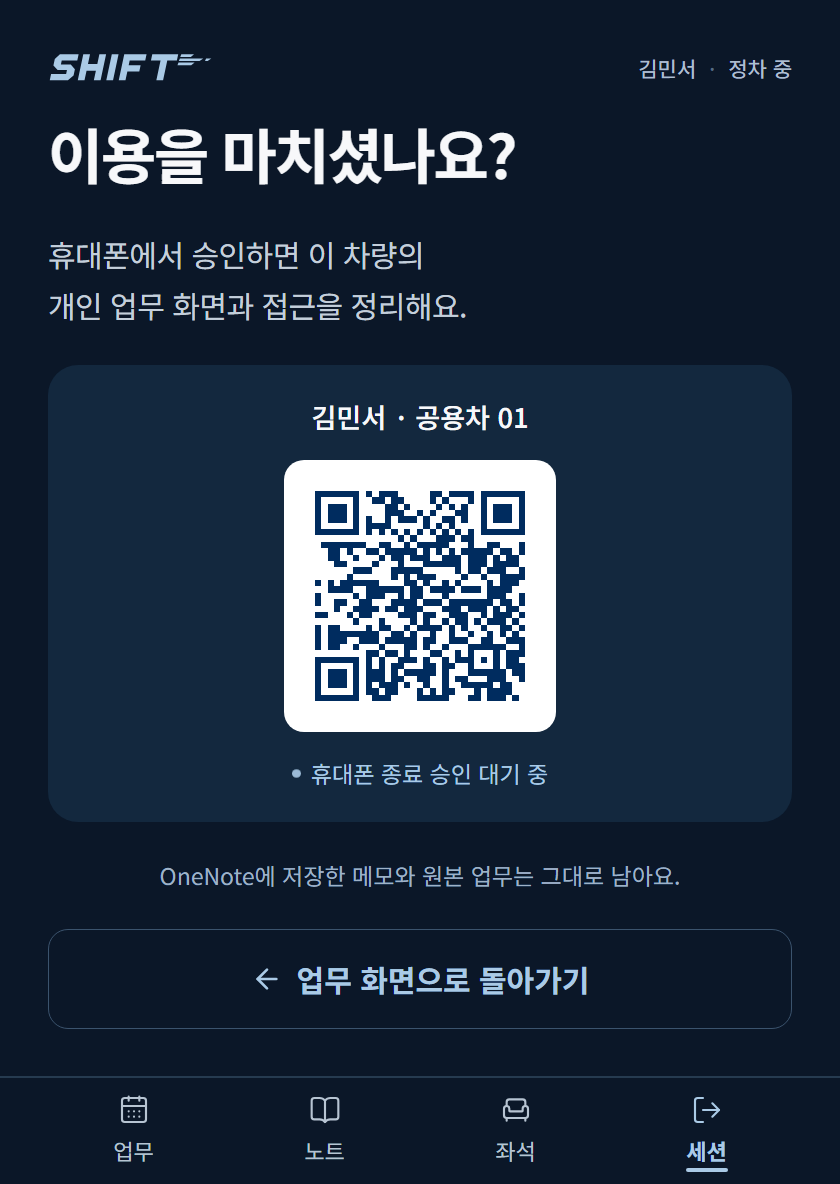 SHIFT
김민서 · 정차 중
이용을 마치셨나요?
휴대폰에서 승인하면 이 차량의
개인 업무 화면과 접근을 정리해요.
김민서 · 공용차 01
휴대폰 종료 승인 대기 중
OneNote에 저장한 메모와 원본 업무는 그대로 남아요.
← 업무 화면으로 돌아가기
업무 노트 좌석 세션